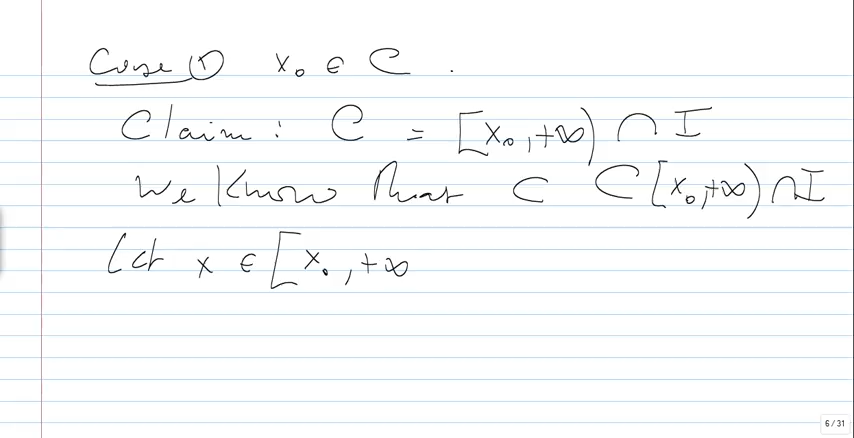 Case ① x₀ ∈ C .
Claim : C = [x₀, +∞) ∩ I
We know that C ⊂ [x₀, +∞) ∩ I
Let x ∈ [x₀, +∞
6 / 31